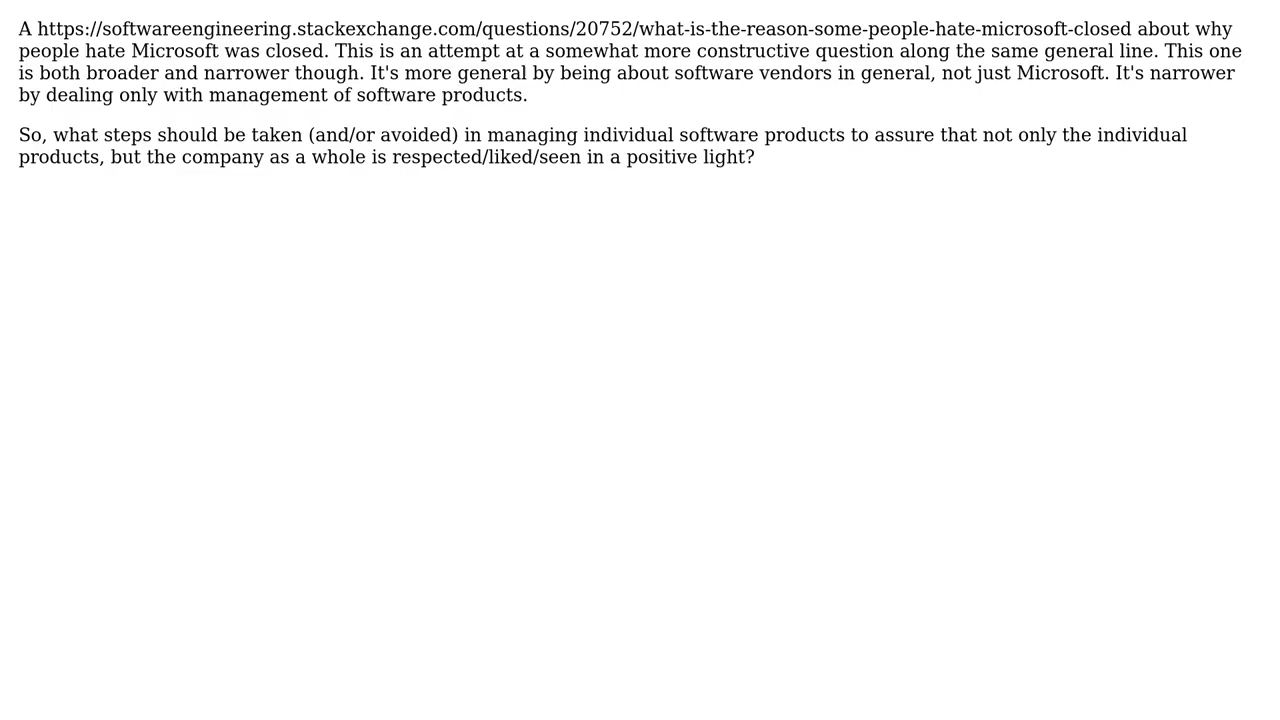 A https://softwareengineering.stackexchange.com/questions/20752/what-is-the-reason-some-people-hate-microsoft-closed about why
people hate Microsoft was closed. This is an attempt at a somewhat more constructive question along the same general line. This one
is both broader and narrower though. It's more general by being about software vendors in general, not just Microsoft. It's narrower
by dealing only with management of software products.
So, what steps should be taken (and/or avoided) in managing individual software products to assure that not only the individual
products, but the company as a whole is respected/liked/seen in a positive light?